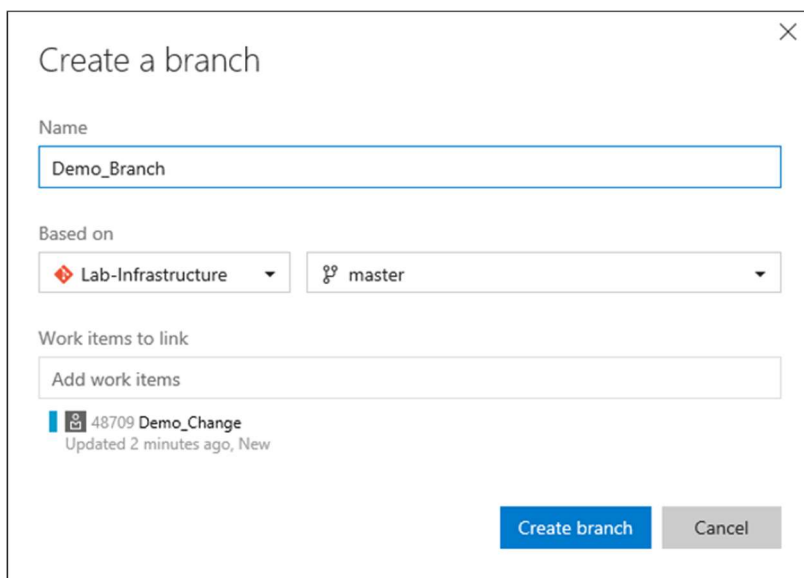 Create a branch
Name
Demo_Branch
Based on
Lab-Infrastructure
master
Work items to link
Add work items
48709 Demo_Change
Updated 2 minutes ago, New
Create branch
Cancel